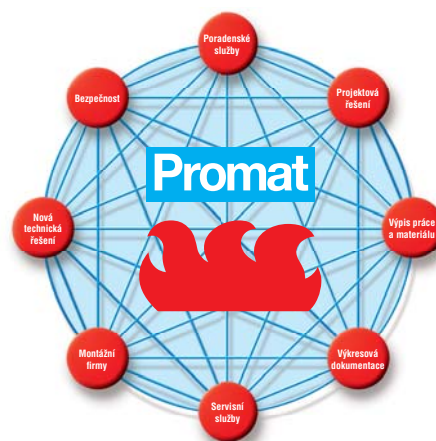 Poradenské
služby
Bezpečnost
Projektová
řešení
Promat
Nová
technická
řešení
Výpis práce
a materiálu
Montážní
firmy
Výkresová
dokumentace
Servisní
služby